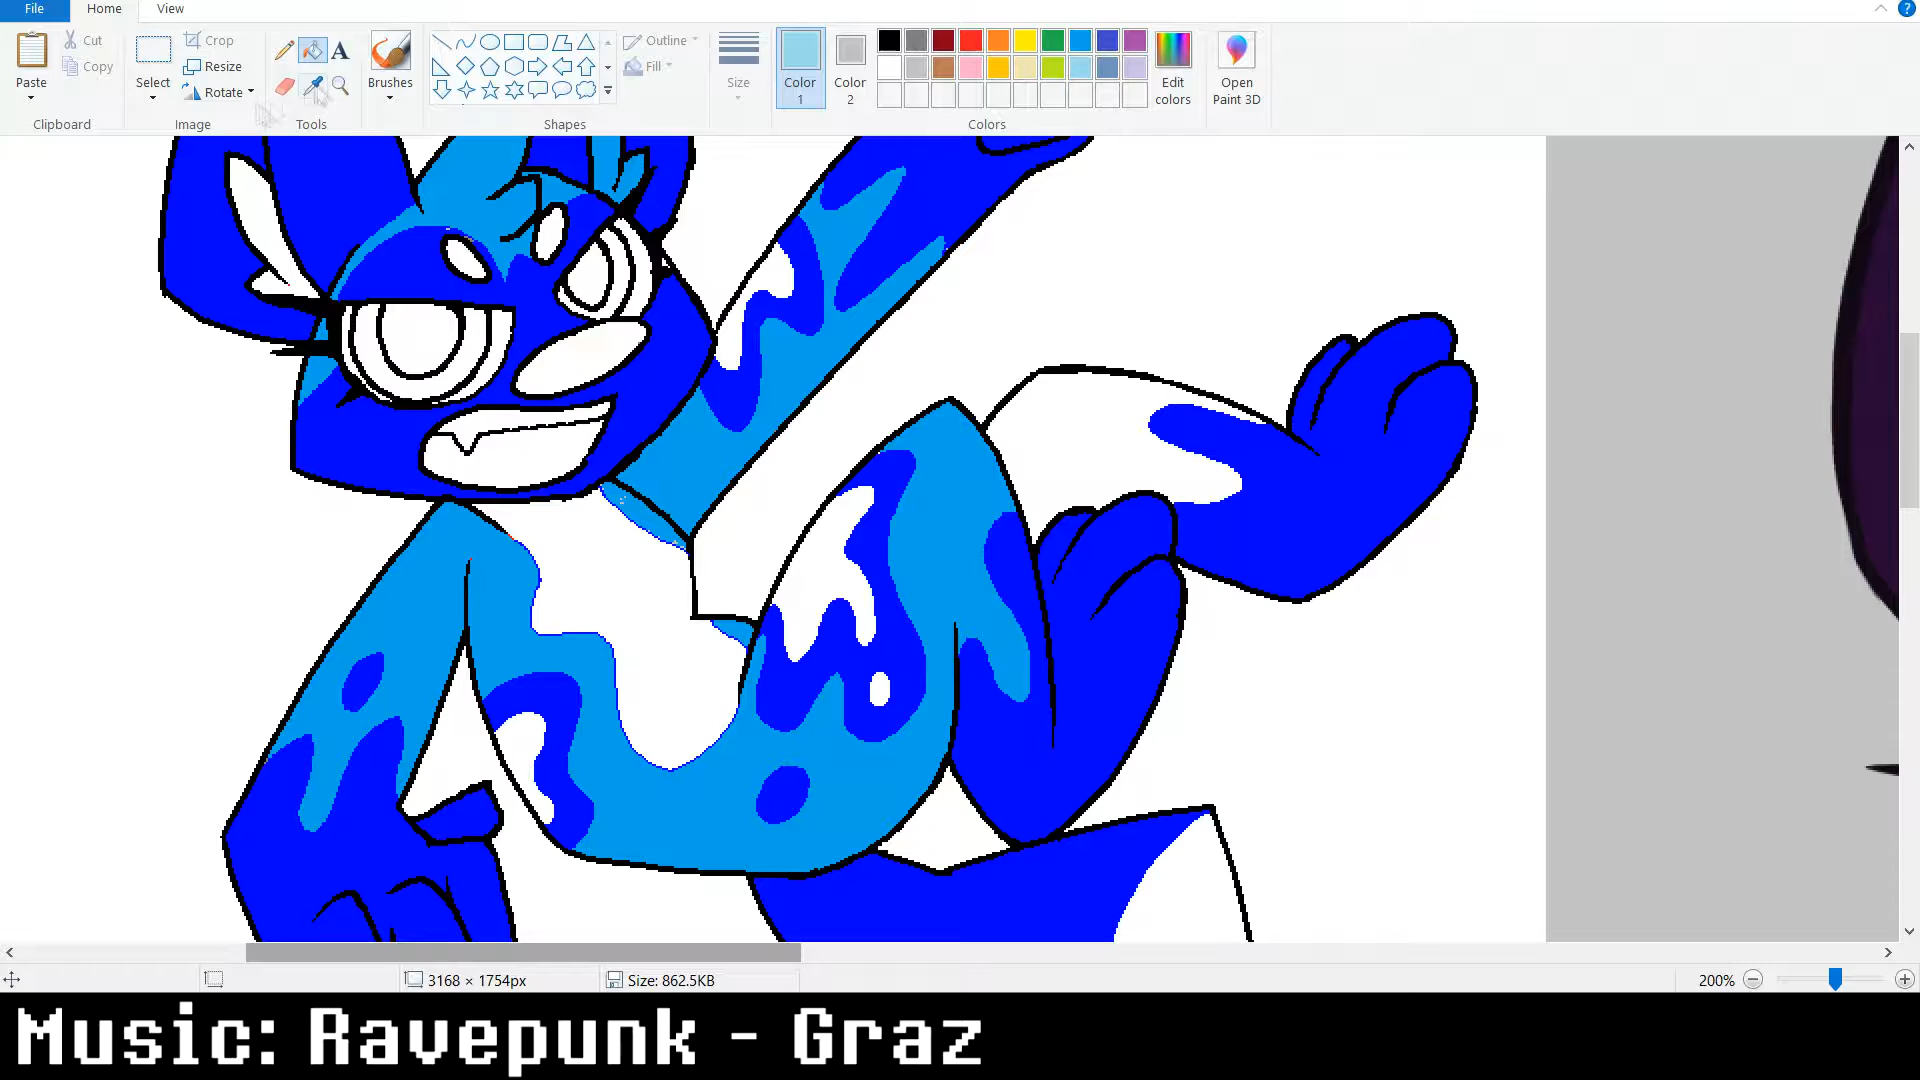 File
Home
View
Paste
Cut
Copy
Clipboard
Select
Crop
Resize
Rotate
Image
A
Tools
Brushes
Outline
Fill
Shapes
Size
Color
1
Color
2
Edit
colors
Colors
Open
Paint 3D
?
3168 × 1754px
Size: 862.5KB
200%
Music: Ravepunk - Graz